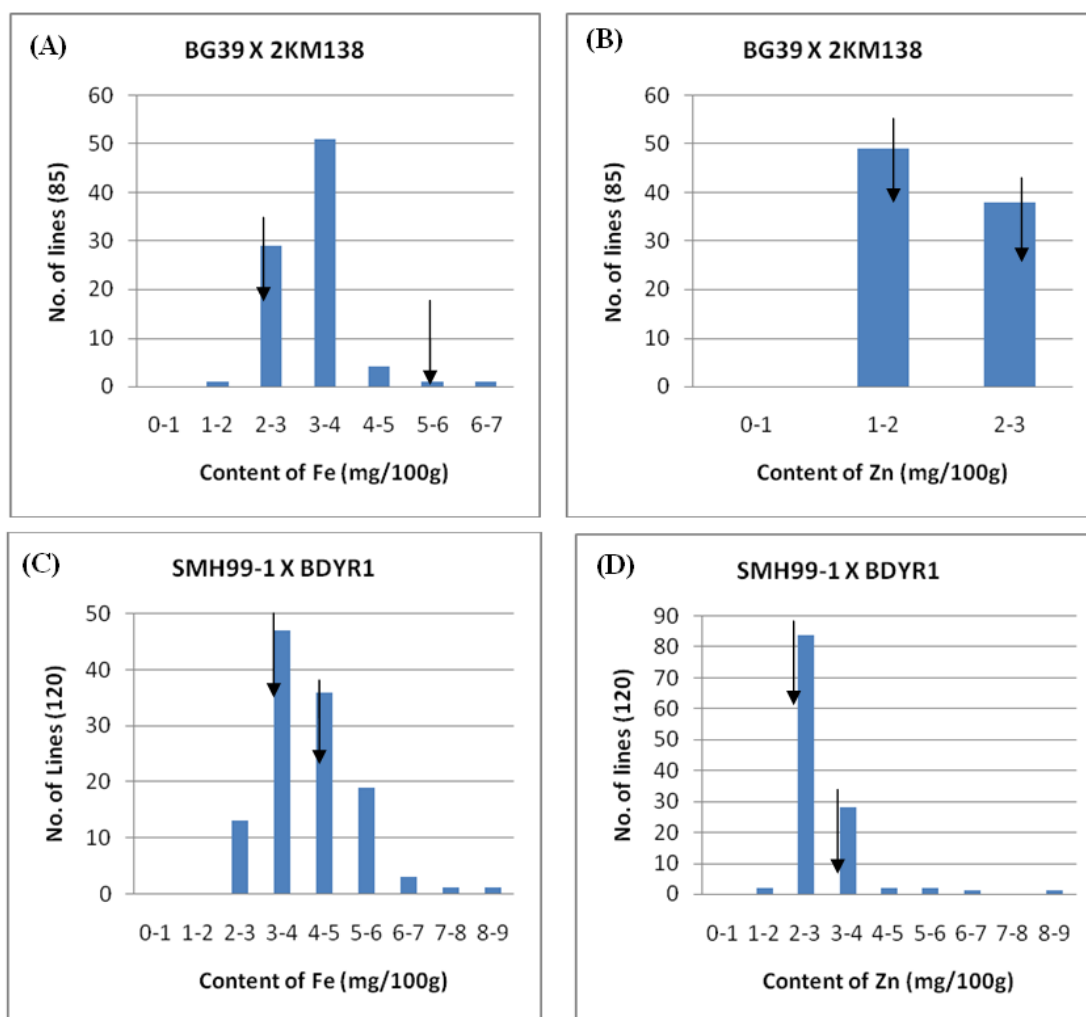 (A)
BG39 X 2KM138
No. of lines (85)
60
50
40
30
20
10
0
0-1 1-2 2-3 3-4 4-5 5-6 6-7
Content of Fe (mg/100g)
(B)
BG39 X 2KM138
No. of lines (85)
60
50
40
30
20
10
0
0-1 1-2 2-3
Content of Zn (mg/100g)
(C)
SMH99-1 X BDYR1
No. of Lines (120)
50
40
30
20
10
0
0-1 1-2 2-3 3-4 4-5 5-6 6-7 7-8 8-9
Content of Fe (mg/100g)
(D)
SMH99-1 X BDYR1
No. of lines (120)
90
80
70
60
50
40
30
20
10
0
0-1 1-2 2-3 3-4 4-5 5-6 6-7 7-8 8-9
Content of Zn (mg/100g)